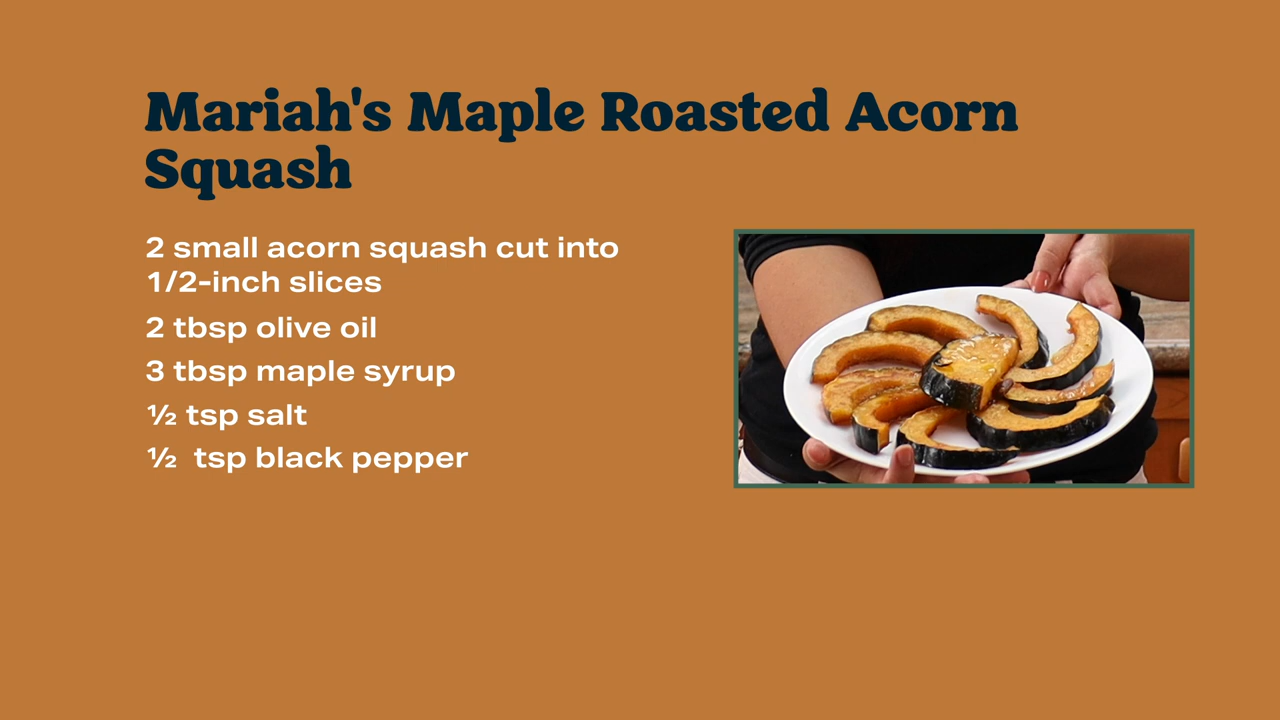 Mariah's Maple Roasted Acorn
Squash
2 small acorn squash cut into
1/2-inch slices
2 tbsp olive oil
3 tbsp maple syrup
½ tsp salt
½  tsp black pepper